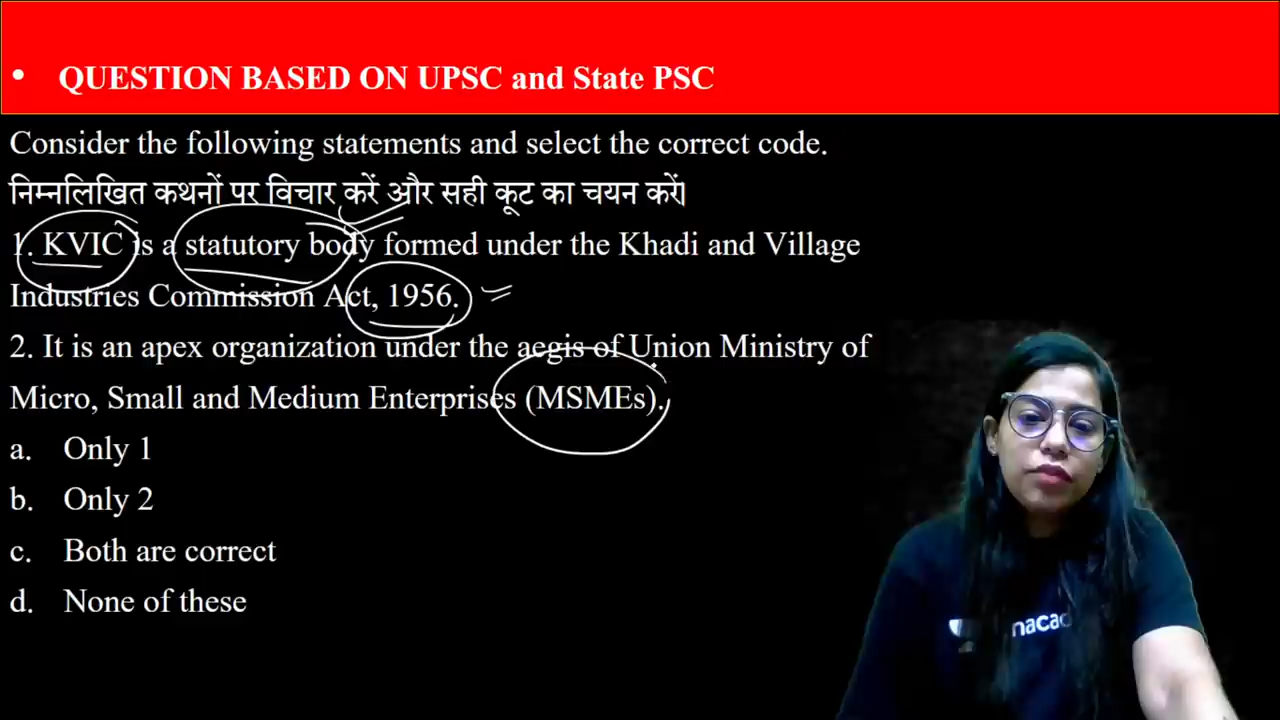 • QUESTION BASED ON UPSC and State PSC
Consider the following statements and select the correct code.
निम्नलिखित कथनों पर विचार करें और सही कूट का चयन करें।
1. KVIC is a statutory body formed under the Khadi and Village
Industries Commission Act, 1956.
2. It is an apex organization under the aegis of Union Ministry of
Micro, Small and Medium Enterprises (MSMEs).
a. Only 1
b. Only 2
c. Both are correct
d. None of these